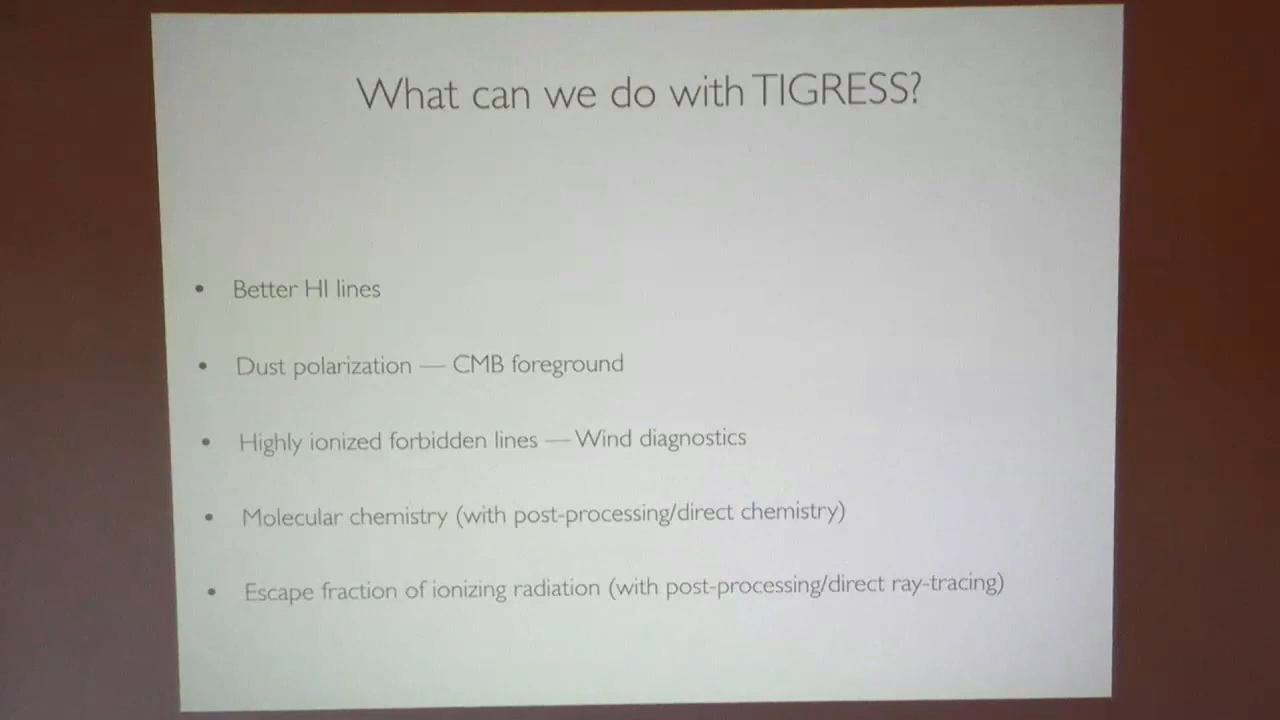 What can we do with TIGRESS?
• Better HI lines
• Dust polarization — CMB foreground
• Highly ionized forbidden lines — Wind diagnostics
• Molecular chemistry (with post-processing/direct chemistry)
• Escape fraction of ionizing radiation (with post-processing/direct ray-tracing)